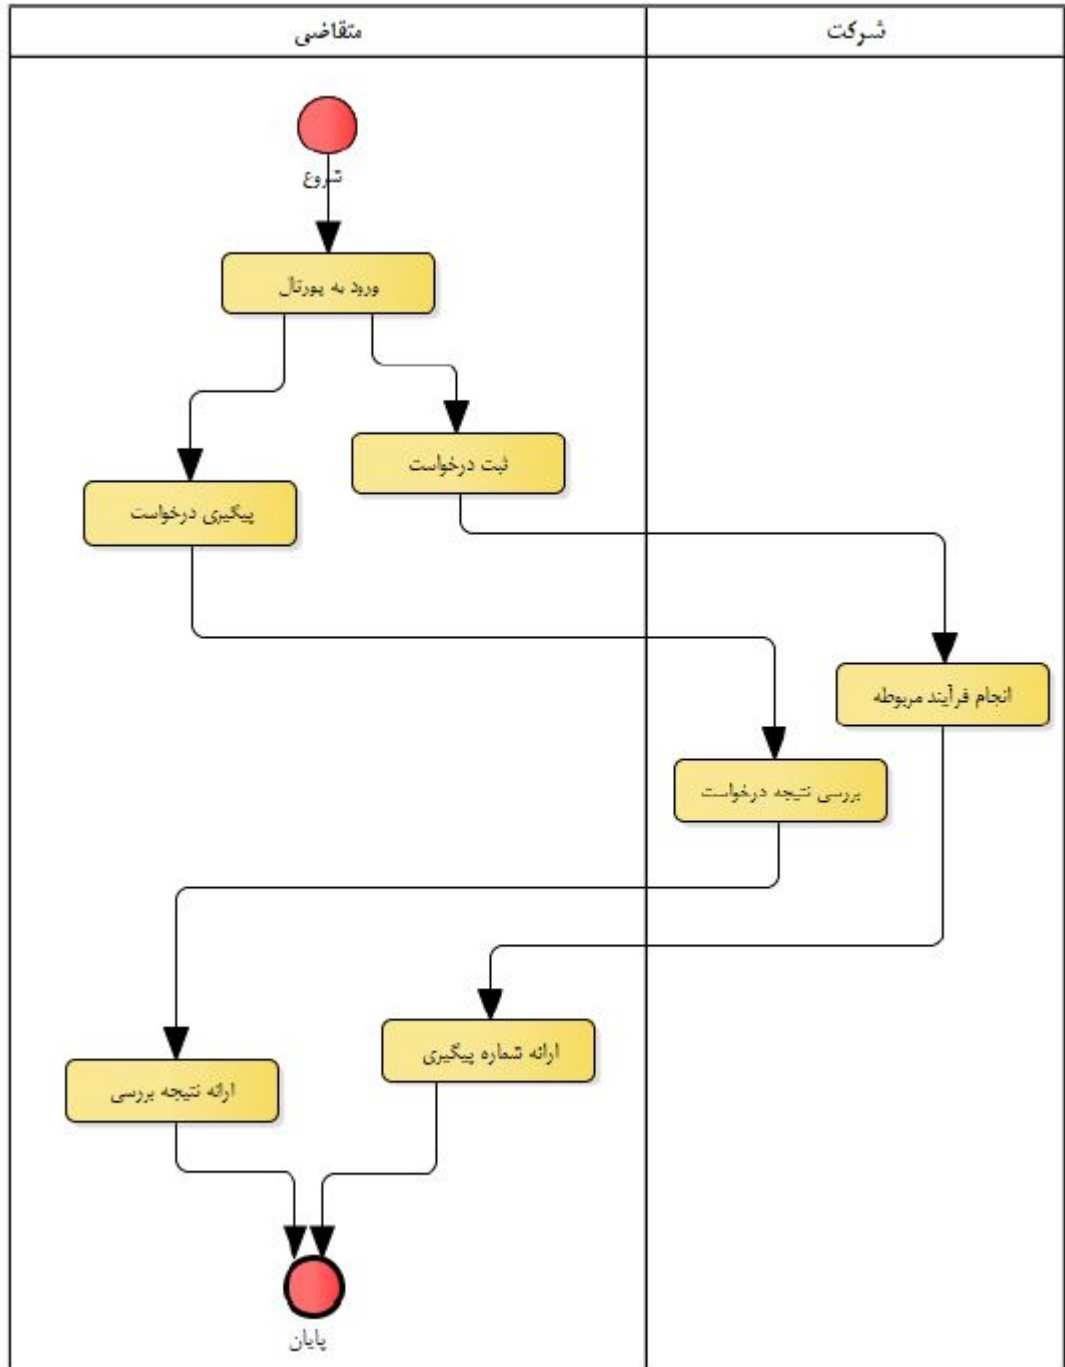 شرکت
متقاضی
شروع
ورود به پورتال
ثبت درخواست
پیگیری درخواست
انجام فرآیند مربوطه
بررسی نتیجه درخواست
ارائه شماره پیگیری
ارائه نتیجه بررسی
پایان